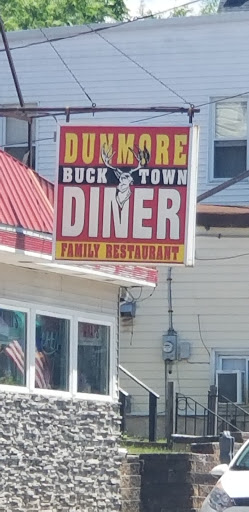 DUNMORE
BUCK TOWN
DINER
FAMILY RESTAURANT